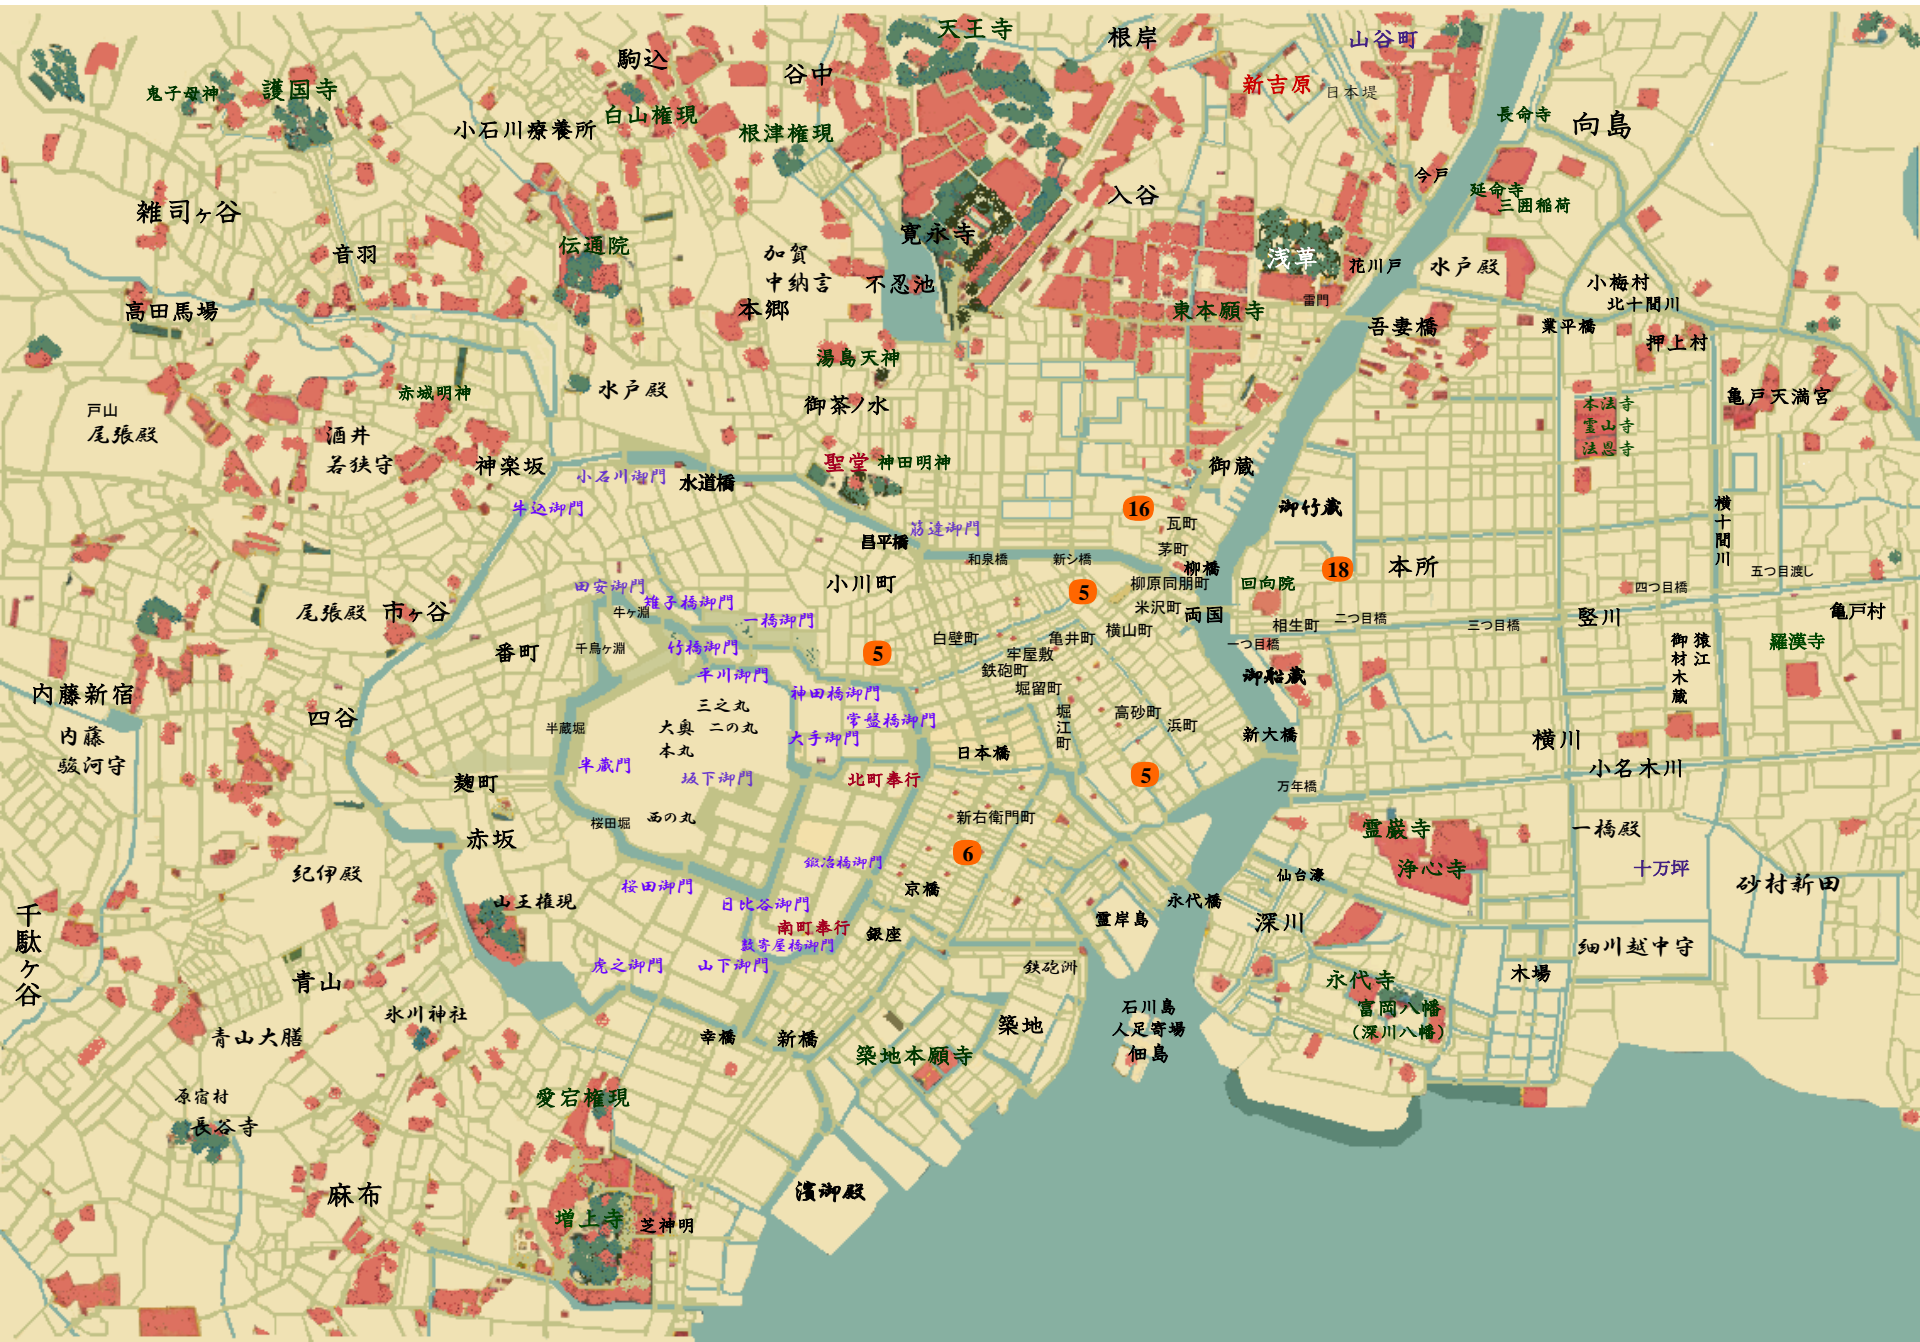 天王寺
根岸
山谷町
駒込
谷中
新吉原
日本堤
鬼子母神
護国寺
白山権現
小石川療養所
根津権現
長命寺
向島
今戸
延命寺
三囲稲荷
入谷
雑司ヶ谷
音羽
伝通院
加賀
中納言
寛永寺
不忍池
浅草
花川戸
水戸殿
小梅村
北十間川
高田馬場
本郷
東本願寺
雷門
吾妻橋
業平橋
押上村
湯島天神
赤城明神
水戸殿
御茶ノ水
亀戸天満宮
戸山
尾張殿
本法寺
霊山寺
法恩寺
酒井
若狭守
神楽坂
小石川御門
水道橋
聖堂
神田明神
御蔵
牛込御門
筋違御門
16
御竹蔵
横十間川
瓦町
昌平橋
和泉橋
新シ橋
茅町
柳橋
18
本所
五つ目渡し
小川町
田安御門
5
柳原同朋町
回向院
四つ目橋
雉子橋御門
牛ヶ淵
一橋御門
尾張殿
市ヶ谷
米沢町
両国
相生町
二つ目橋
三つ目橋
竪川
亀戸村
白壁町
亀井町
横山町
一つ目橋
番町
千鳥ヶ淵
竹橋御門
5
牢屋敷
鉄砲町
御船蔵
猿江
御材木蔵
羅漢寺
平川御門
内藤新宿
神田橋御門
堀留町
四谷
三之丸
常盤橋御門
堀江町
高砂町
浜町
半蔵堀
大奥
二の丸
大手御門
新大橋
横川
内藤
駿河守
本丸
日本橋
半蔵門
坂下御門
北町奉行
5
小名木川
麹町
万年橋
桜田堀
西の丸
新右衛門町
赤坂
霊巌寺
一橋殿
6
鍛冶橋御門
浄心寺
十万坪
紀伊殿
桜田御門
京橋
仙台濠
砂村新田
山王権現
日比谷御門
永代橋
千駄ヶ谷
南町奉行
銀座
霊岸島
深川
数寄屋橋御門
細川越中守
虎之御門
山下御門
鉄砲洲
木場
青山
永代寺
氷川神社
石川島
人足寄場
佃島
富岡八幡
(深川八幡)
青山大膳
幸橋
新橋
築地
築地本願寺
原宿村
愛宕権現
長谷寺
麻布
濱御殿
増上寺
芝神明